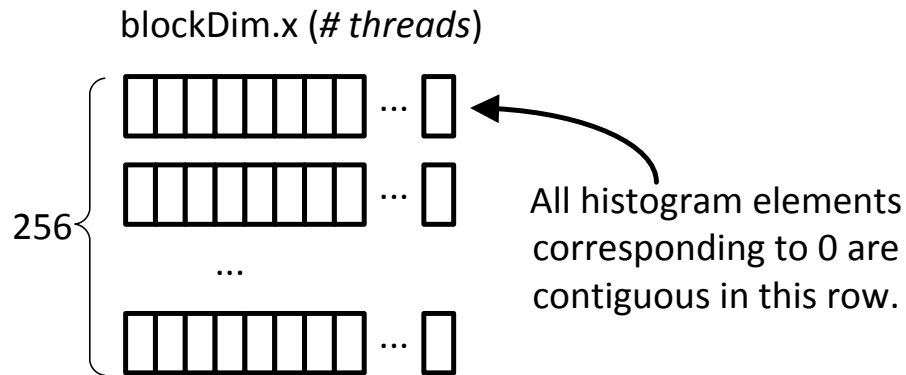 blockDim.x (# threads)
...
...
256
...
...
All histogram elements
corresponding to 0 are
contiguous in this row.